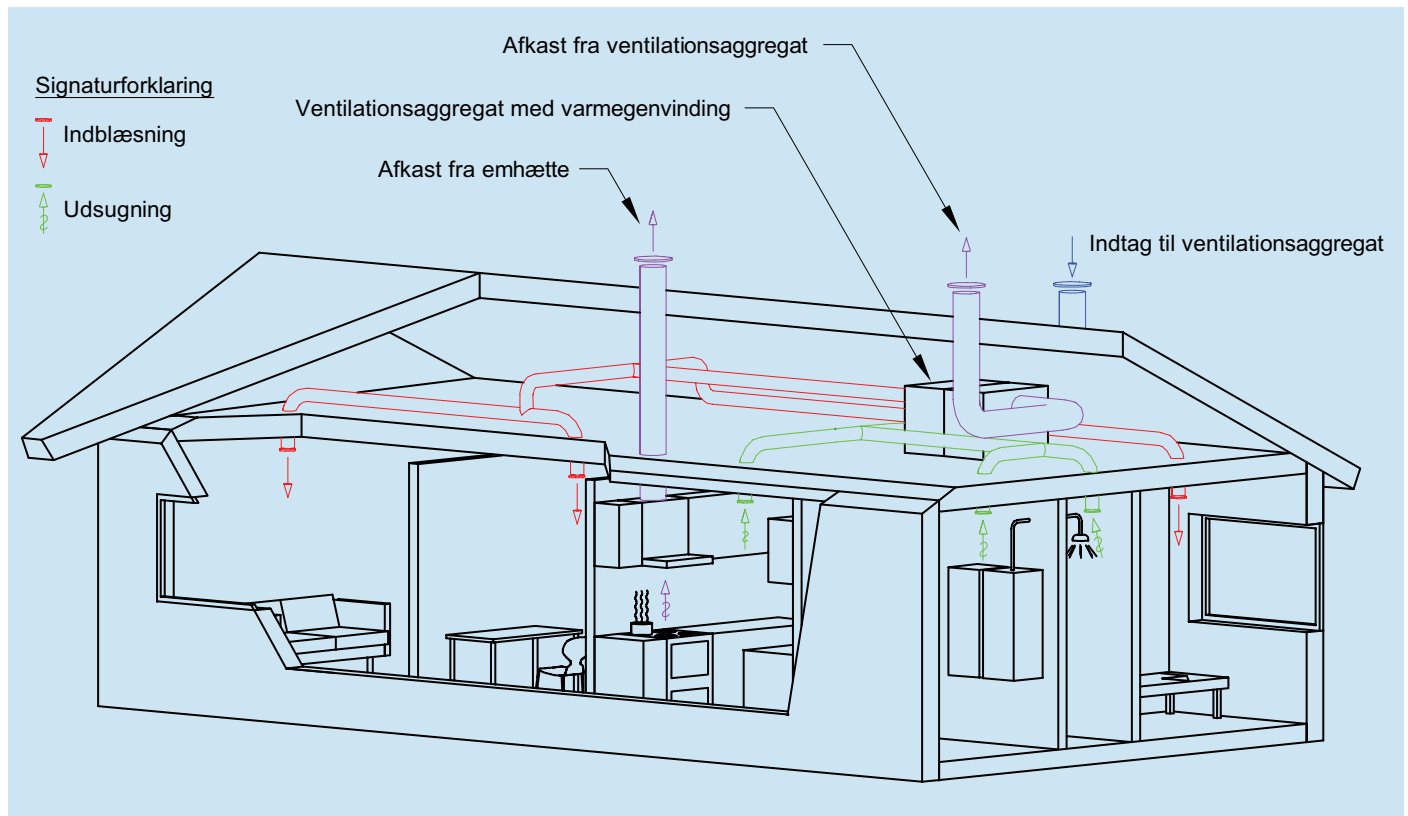 Afkast fra ventilationsaggregat
Signaturforklaring
Ventilationsaggregat med varmegenvinding
Indblæsning
Afkast fra emhætte
Udsugning
Indtag til ventilationsaggregat